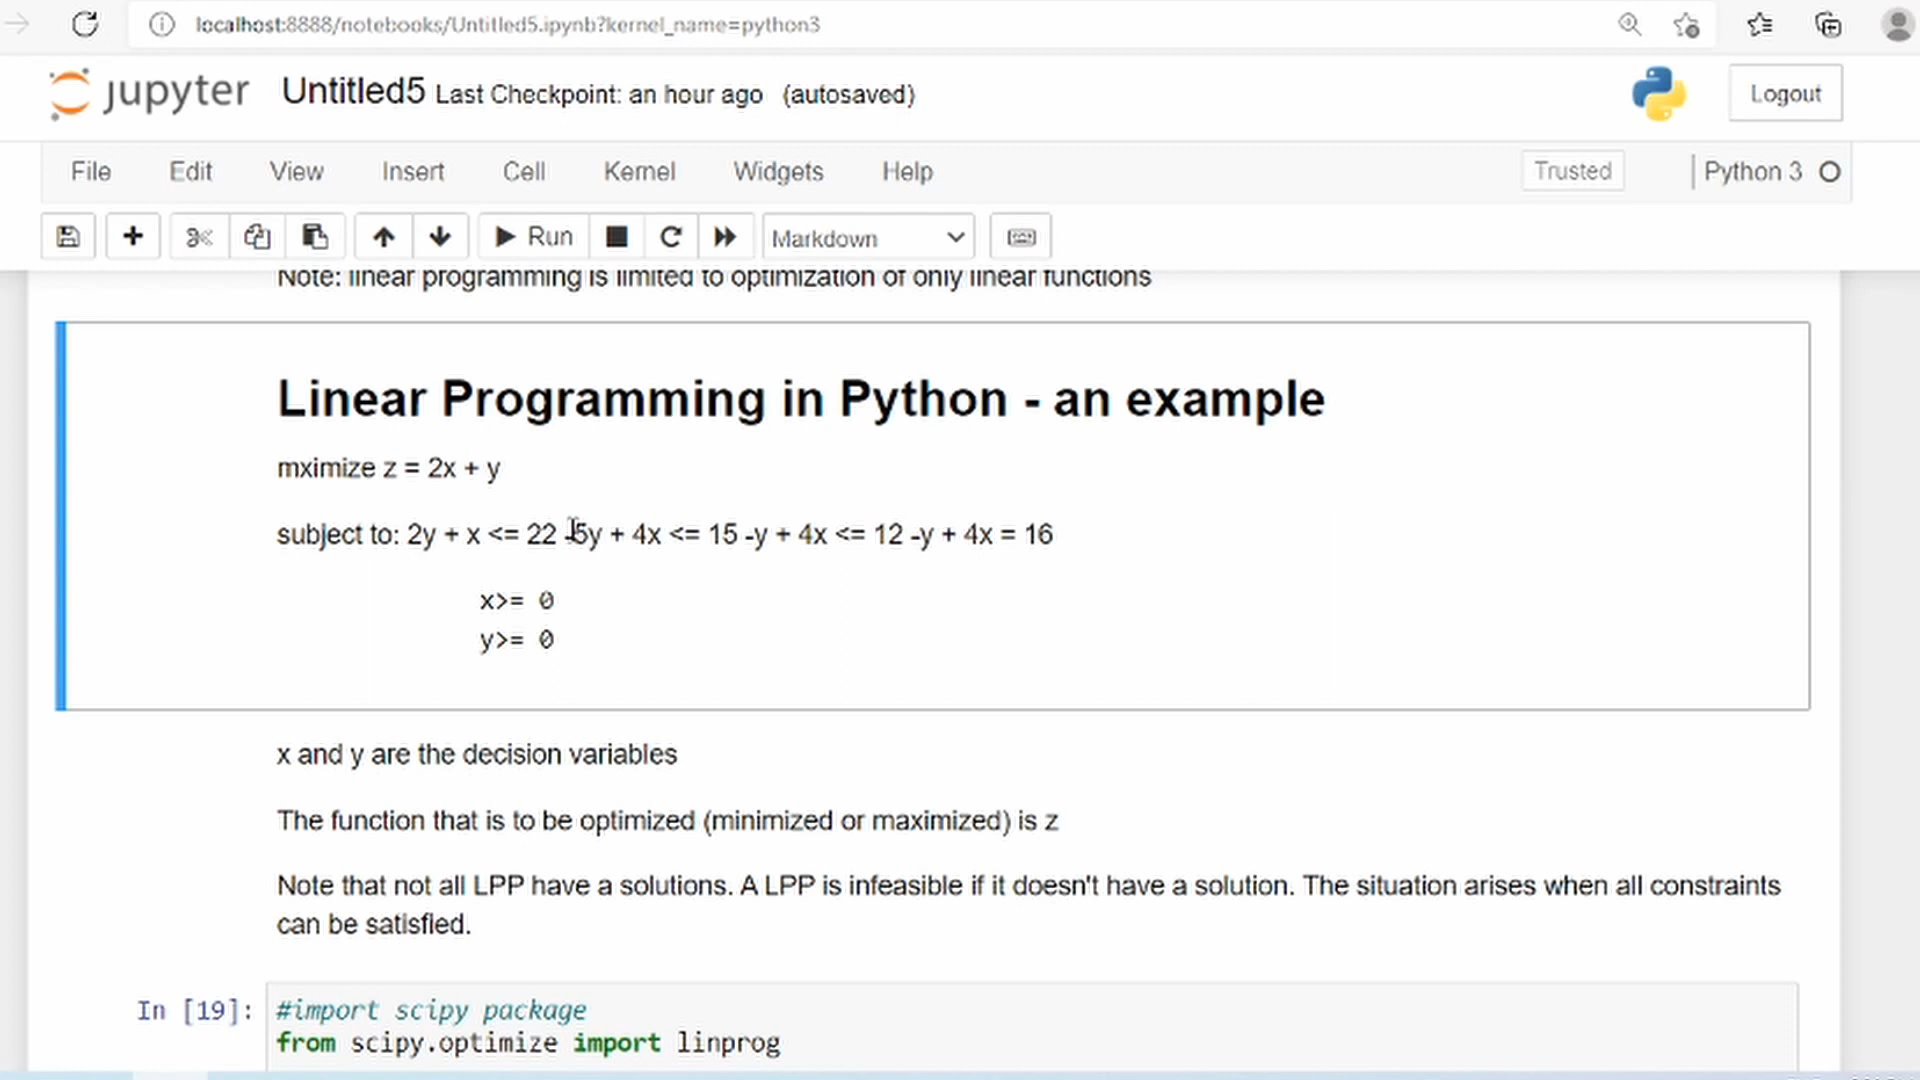 localhost:8888/notebooks/Untitled5.ipynb?kernel_name=python3
jupyter Untitled5 Last Checkpoint: an hour ago (autosaved) Logout
File Edit View Insert Cell Kernel Widgets Help Trusted Python 3
Run Markdown
Note: linear programming is limited to optimization of only linear functions
Linear Programming in Python - an example
mximize z = 2x + y
subject to: 2y + x <= 22 -5y + 4x <= 15 -y + 4x <= 12 -y + 4x = 16
x>= 0
y>= 0
x and y are the decision variables
The function that is to be optimized (minimized or maximized) is z
Note that not all LPP have a solutions. A LPP is infeasible if it doesn't have a solution. The situation arises when all constraints
can be satisfied.
In [19]: #import scipy package
from scipy.optimize import linprog